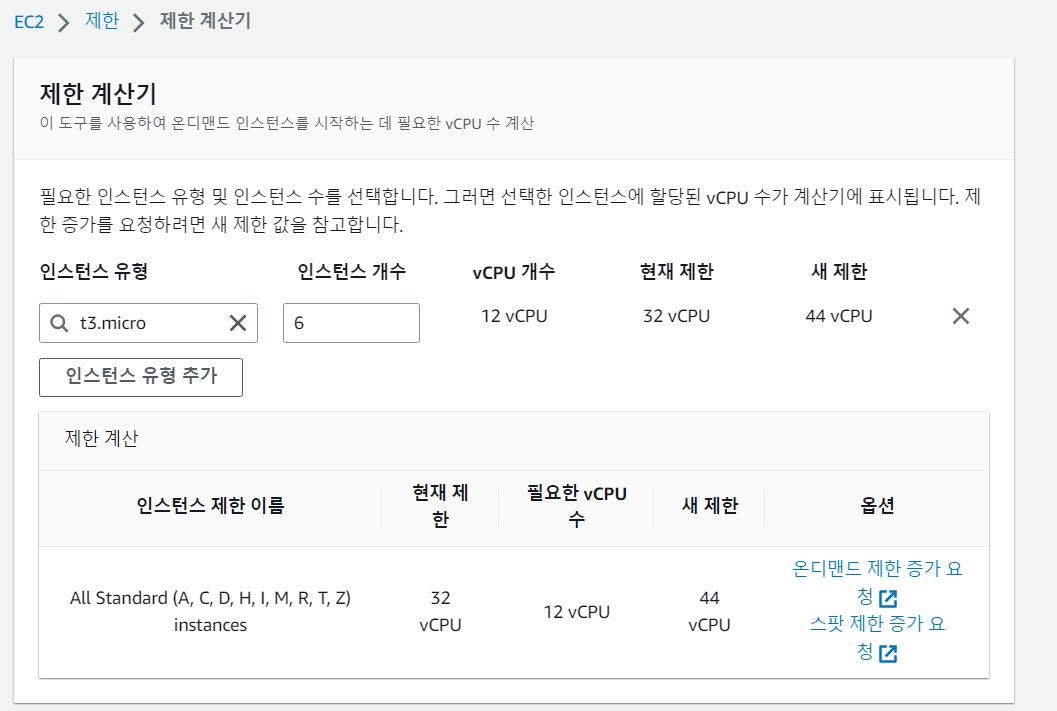 EC2 > 제한 > 제한 계산기
제한 계산기
이 도구를 사용하여 온디맨드 인스턴스를 시작하는 데 필요한 vCPU 수 계산
필요한 인스턴스 유형 및 인스턴스 수를 선택합니다. 그러면 선택한 인스턴스에 할당된 vCPU 수가 계산기에 표시됩니다. 제
한 증가를 요청하려면 새 제한 값을 참고합니다.
인스턴스 유형 인스턴스 개수 vCPU 개수 현재 제한 새 제한
t3.micro 6 12 vCPU 32 vCPU 44 vCPU
인스턴스 유형 추가
제한 계산
인스턴스 제한 이름
현재 제
한
필요한 vCPU
수
새 제한
옵션
All Standard (A, C, D, H, I, M, R, T, Z)
instances
32
vCPU
12 vCPU
44
vCPU
온디맨드 제한 증가 요
청
스팟 제한 증가 요
청